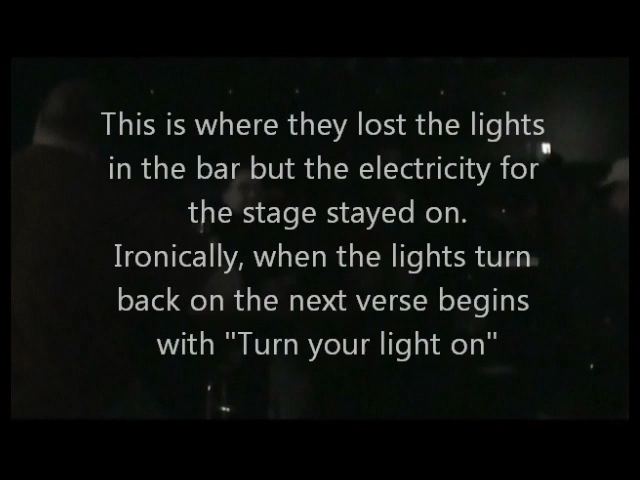 This is where they lost the lights
in the bar but the electricity for
the stage stayed on.
Ironically, when the lights turn
back on the next verse begins
with "Turn your light on"